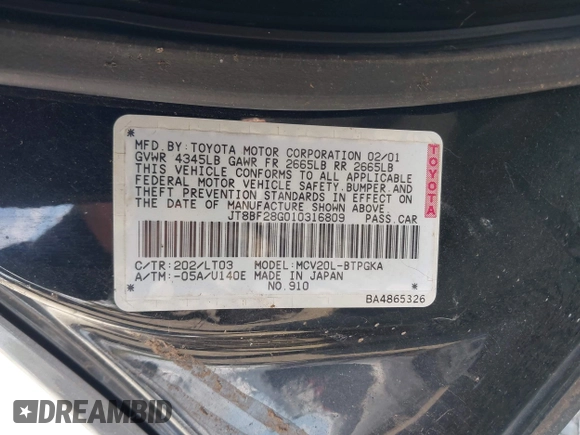 MFD.BY:TOYOTA MOTOR CORPORATION 02/01
GVWR 4345LB GAWR FR 2665LB RR 2665LB
THIS VEHICLE CONFORMS TO ALL APPLICABLE
FEDERAL MOTOR VEHICLE SAFETY,BUMPER,AND
THEFT PREVENTION STANDARDS IN EFFECT ON
THE DATE OF MANUFACTURE SHOWN ABOVE.
JT8BF28G010316809 PASS.CAR
TOYOTA
C/TR:202/LT03 MODEL:MCV20L-BTPGKA
A/TM:-05A/U140E MADE IN JAPAN
NO.910
BA4865326
DREAMBID